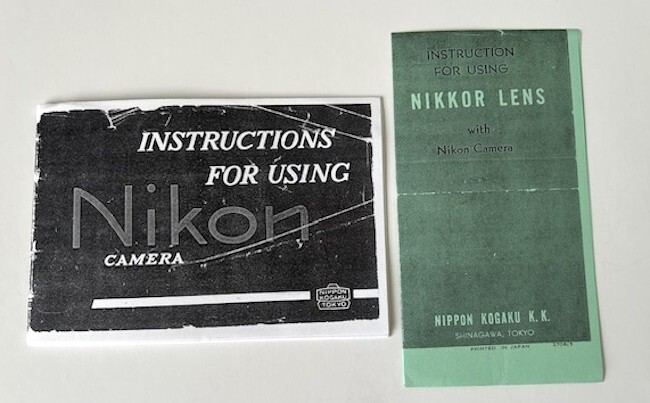 INSTRUCTIONS
FOR USING
Nikon
CAMERA
NIPPON
KOGAKU
TOKYO
INSTRUCTION
FOR USING
NIKKOR LENS
with
Nikon Camera
NIPPON KOGAKU K. K.
SHINAGAWA, TOKYO
PRINTED IN JAPAN